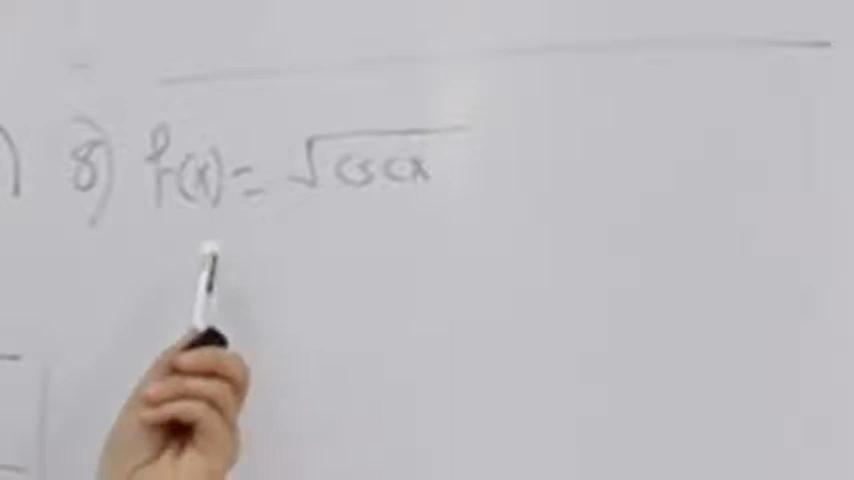 8) f(x) = √csc x